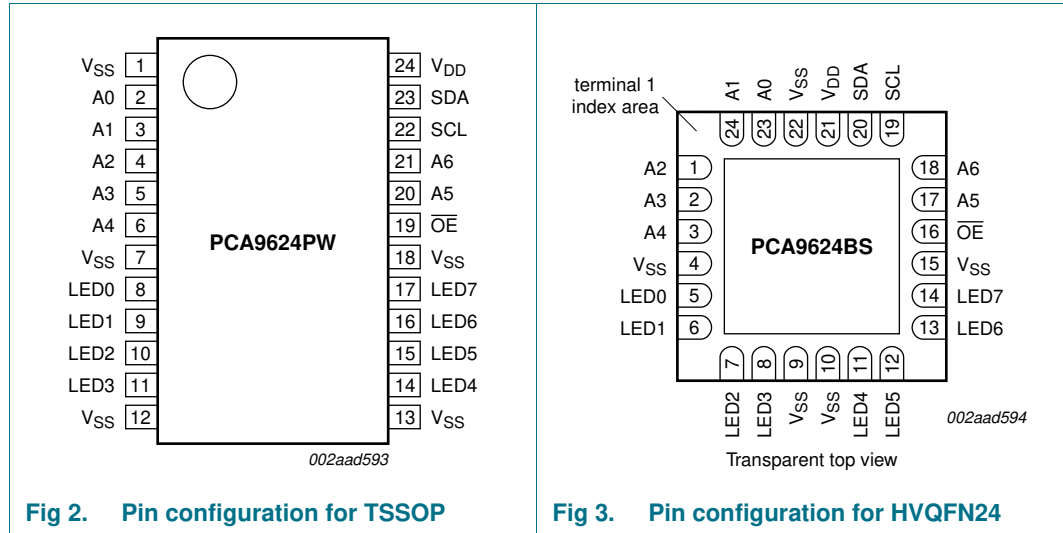 VSS 1
A0 2
A1 3
A2 4
A3 5
A4 6
VSS 7
LED0 8
LED1 9
LED2 10
LED3 11
VSS 12
PCA9624PW
24 VDD
23 SDA
22 SCL
21 A6
20 A5
19 OE
18 VSS
17 LED7
16 LED6
15 LED5
14 LED4
13 VSS
002aad593
Fig 2. Pin configuration for TSSOP
terminal 1
index area
A1
A0
VSS
VDD
SDA
SCL
24
23
22
21
20
19
A2 1
A3 2
A4 3
VSS 4
LED0 5
LED1 6
PCA9624BS
18 A6
17 A5
16 OE
15 VSS
14 LED7
13 LED6
7
8
9
10
11
12
LED2
LED3
VSS
VSS
LED4
LED5
002aad594
Transparent top view
Fig 3. Pin configuration for HVQFN24